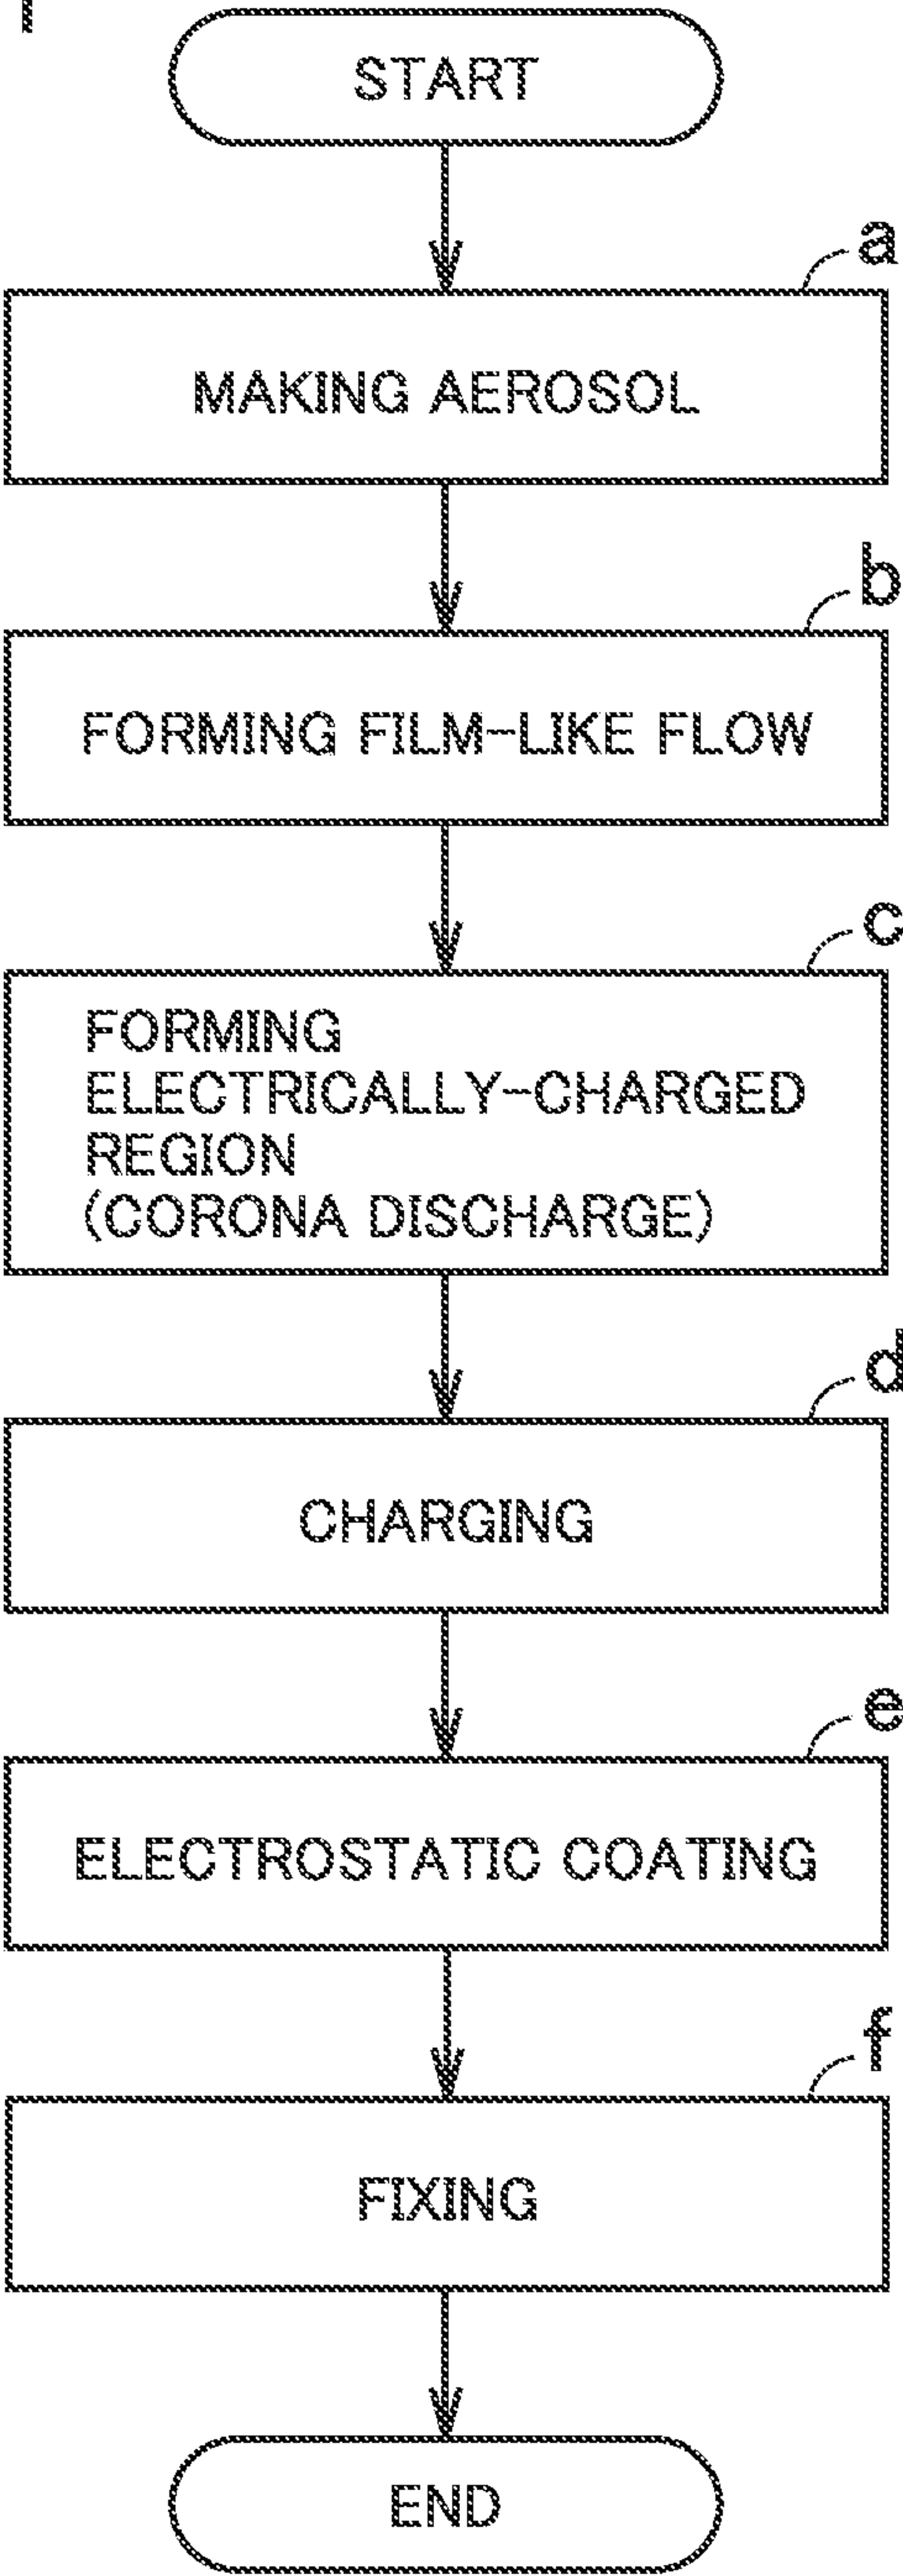 START
a
MAKING AEROSOL
b
FORMING FILM-LIKE FLOW
c
FORMING
ELECTRICALLY-CHARGED
REGION
(CORONA DISCHARGE)
d
CHARGING
e
ELECTROSTATIC COATING
f
FIXING
END